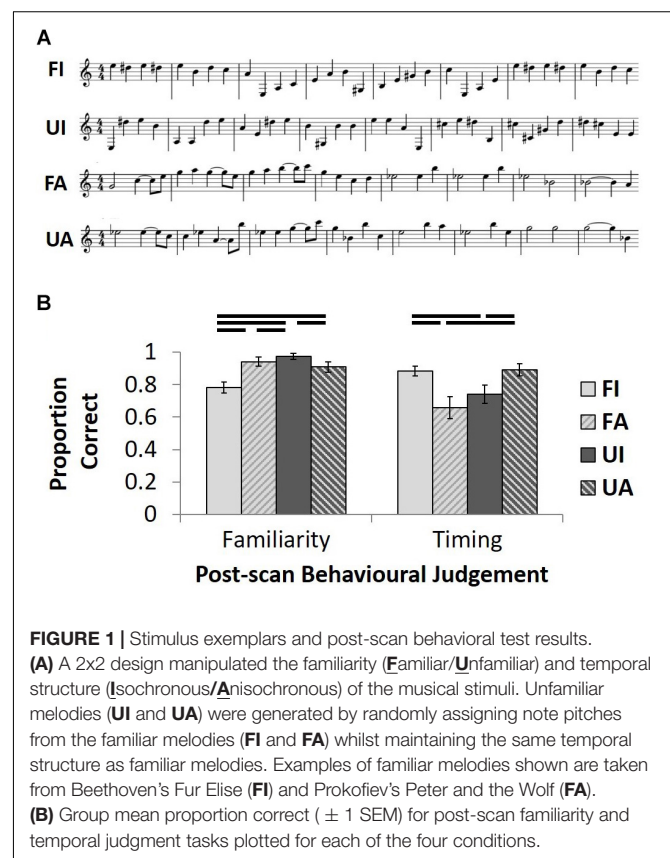 A
FI
UI
FA
UA
B
Proportion Correct
1
0.8
0.6
0.4
0.2
0
Familiarity Timing
Post-scan Behavioural Judgement
FI
FA
UI
UA
FIGURE 1 | Stimulus exemplars and post-scan behavioral test results.
(A) A 2x2 design manipulated the familiarity (Familiar/Unfamiliar) and temporal
structure (Isochronous/Anisochronous) of the musical stimuli. Unfamiliar
melodies (UI and UA) were generated by randomly assigning note pitches
from the familiar melodies (FI and FA) whilst maintaining the same temporal
structure as familiar melodies. Examples of familiar melodies shown are taken
from Beethoven's Fur Elise (FI) and Prokofiev's Peter and the Wolf (FA).
(B) Group mean proportion correct ( ± 1 SEM) for post-scan familiarity and
temporal judgment tasks plotted for each of the four conditions.